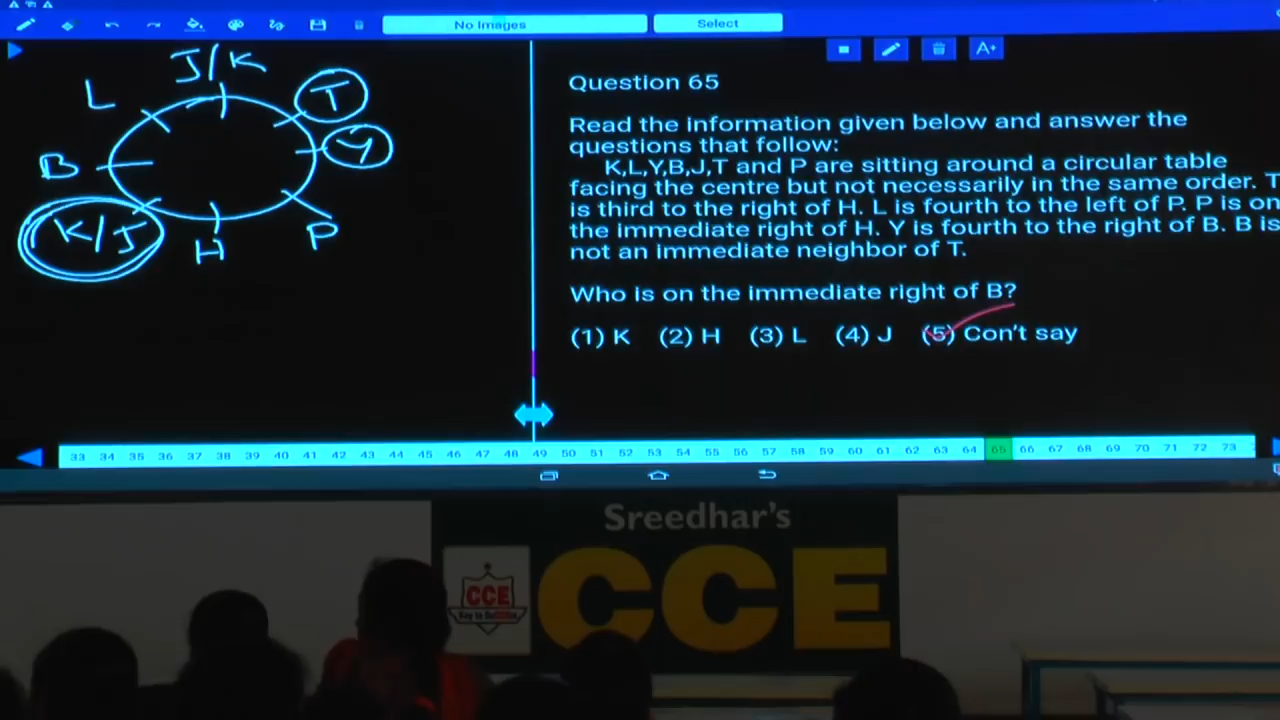 No Images
Select
A+
J/K
L
T
B
Y
K/J
H
P
Question 65
Read the information given below and answer the
questions that follow:
K,L,Y,B,J,T and P are sitting around a circular table
facing the centre but not necessarily in the same order. T
is third to the right of H. L is fourth to the left of P. P is on
the immediate right of H. Y is fourth to the right of B. B is
not an immediate neighbor of T.
Who is on the immediate right of B?
(1) K (2) H (3) L (4) J (5) Con't say
33 34 35 36 37 38 39 40 41 42 43 44 45 46 47 48 49 50 51 52 53 54 55 56 57 58 59 60 61 62 63 64 65 66 67 68 69 70 71 72 73
Sreedhar's
CCE
CCE